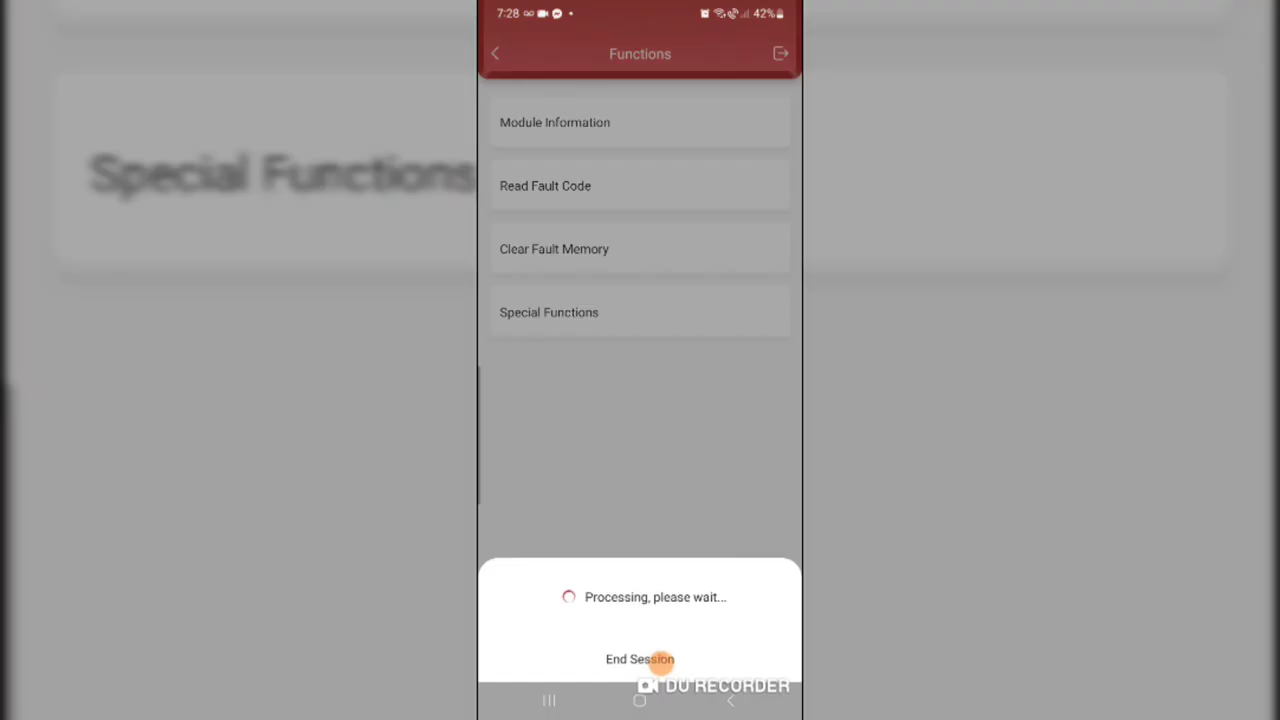 7:28
42%
Functions
Module Information
Read Fault Code
Clear Fault Memory
Special Functions
Special Functions
Processing, please wait...
End Session
DU RECORDER